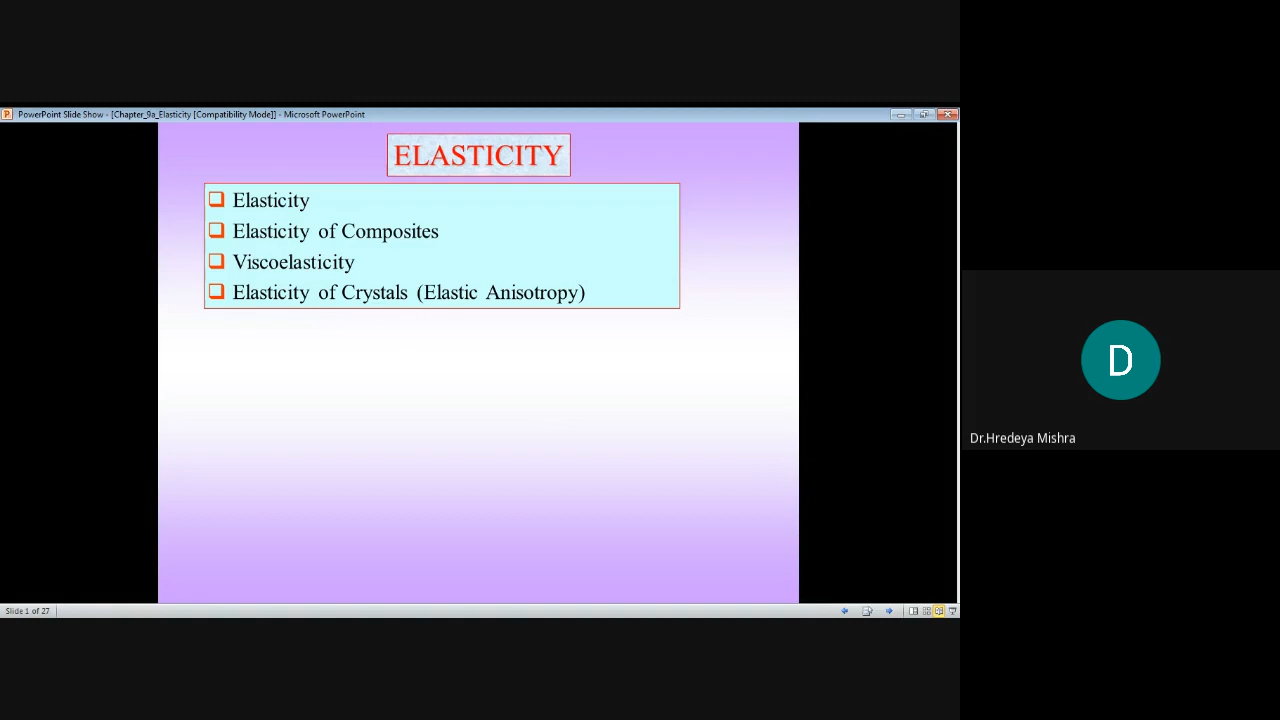 PowerPoint Slide Show - [Chapter_9a_Elasticity [Compatibility Mode]] - Microsoft PowerPoint
ELASTICITY
Elasticity
Elasticity of Composites
Viscoelasticity
Elasticity of Crystals (Elastic Anisotropy)
D
Dr.Hredeya Mishra
Slide 1 of 27